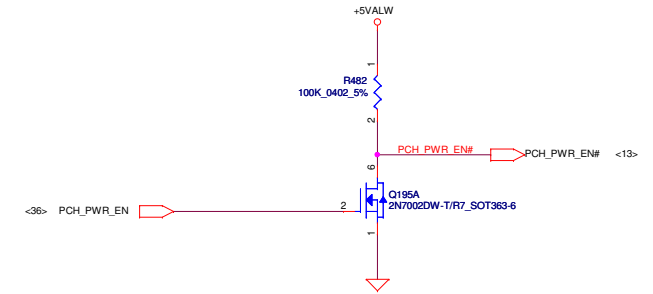 +5VALW
1
R482
100K_0402_5%
2
PCH_PWR_EN# PCH_PWR_EN# <13>
6
Q195A
2N7002DW-T/R7_SOT363-6
<36> PCH_PWR_EN 2
1